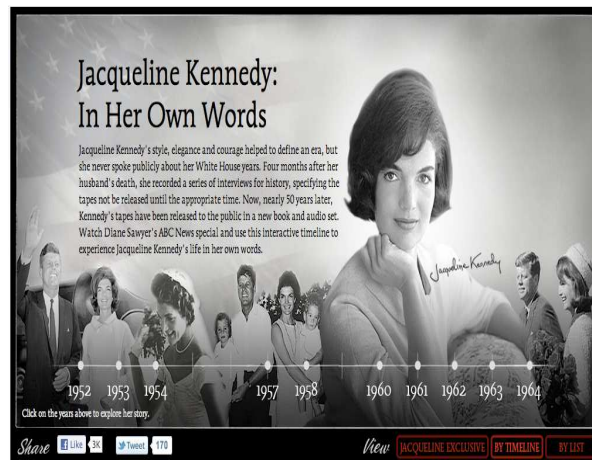 Jacqueline Kennedy:
In Her Own Words
Jacqueline Kennedy's style, elegance and courage helped to define an era, but
she never spoke publicly about her White House years. Four months after her
husband's death, she recorded a series of interviews for history, specifying the
tapes not be released until the appropriate time. Now, nearly 50 years later,
Kennedy's tapes have been released to the public in a new book and audio set.
Watch Diane Sawyer's ABC News special and use this interactive timeline to
experience Jacqueline Kennedy's life in her own words.
Jacqueline Kennedy
1952 1953 1954 1957 1958 1960 1961 1962 1963 1964
Click on the years above to explore her story.
Share Like 3K Tweet 170 View JACQUELINE EXCLUSIVE BY TIMELINE BY LIST